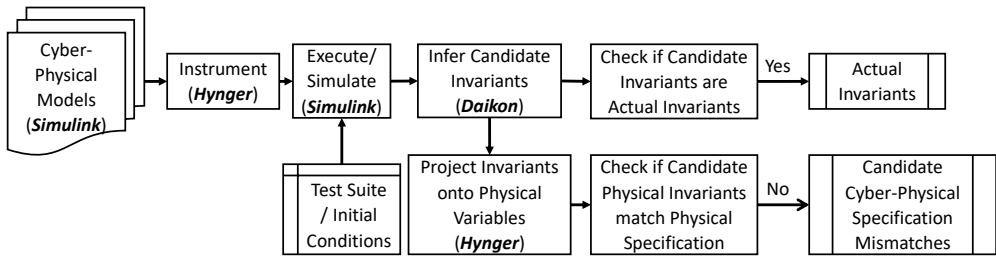 Cyber-
Physical
Models
(Simulink)
Instrument
(Hynger)
Execute/
Simulate
(Simulink)
Infer Candidate
Invariants
(Daikon)
Check if Candidate
Invariants are
Actual Invariants
Yes
Actual
Invariants
Test Suite
/ Initial
Conditions
Project Invariants
onto Physical
Variables
(Hynger)
Check if Candidate
Physical Invariants
match Physical
Specification
No
Candidate
Cyber-Physical
Specification
Mismatches